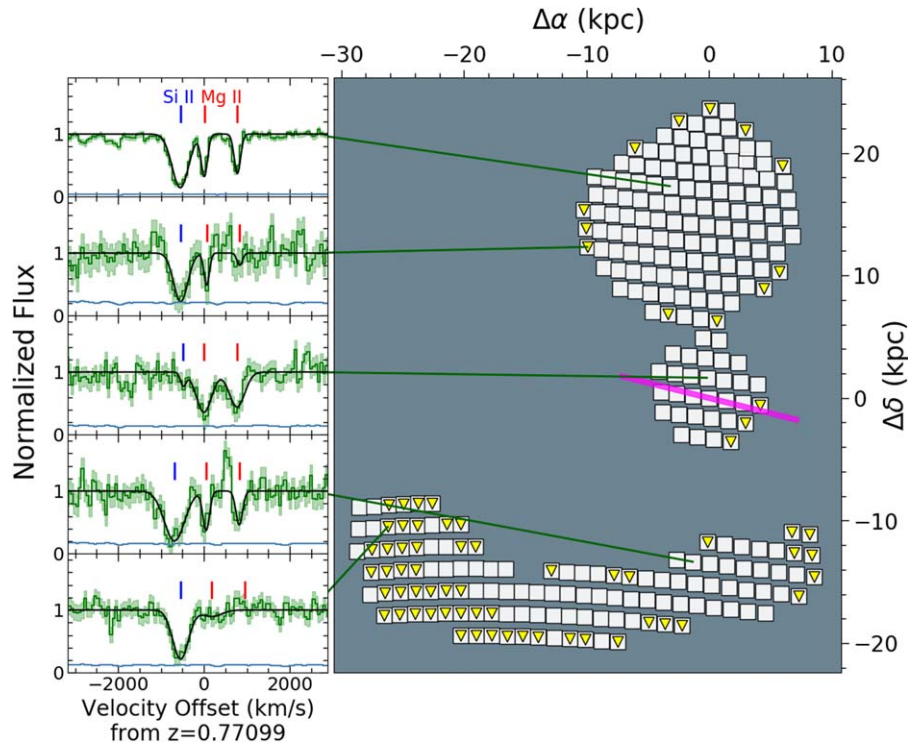 Δα (kpc)
−30 −20 −10 0 10
Si II Mg II
1
0
1
0
1
0
1
0
1
0
−2000 0 2000
Normalized Flux
Velocity Offset (km/s)
from z=0.77099
20
10
0
−10
−20
Δδ (kpc)